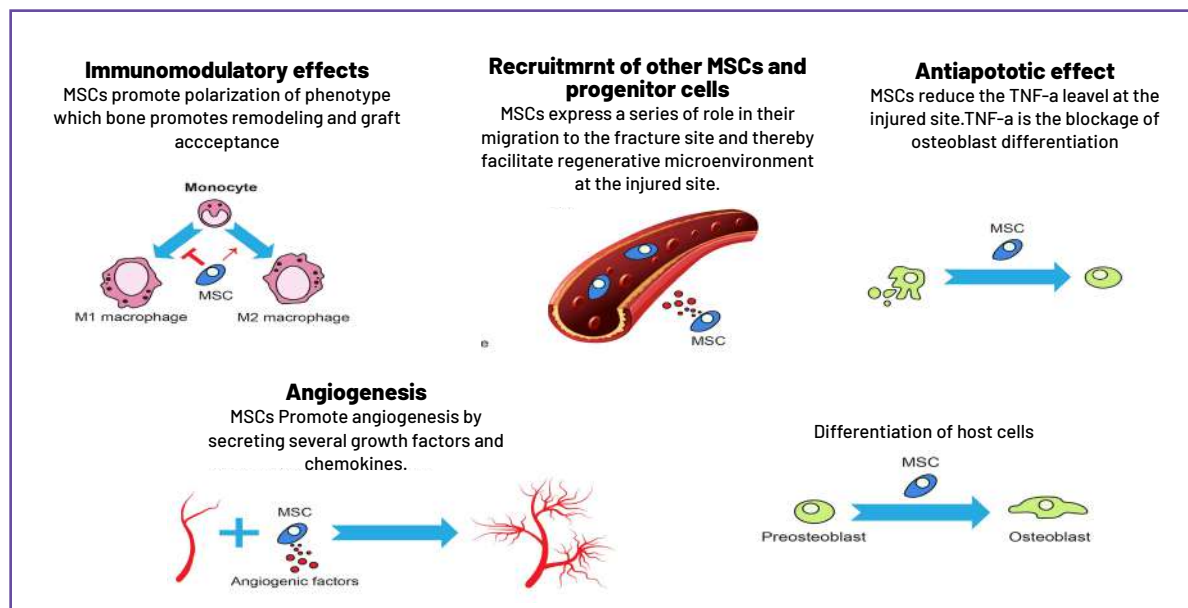 Immunomodulatory effects
MSCs promote polarization of phenotype
which bone promotes remodeling and graft
accceptance
Monocyte
MSC
M1 macrophage
M2 macrophage
Recruitmrnt of other MSCs and
progenitor cells
MSCs express a series of role in their
migration to the fracture site and thereby
facilitate regenerative microenvironment
at the injured site.
e
MSC
Antiapototic effect
MSCs reduce the TNF-a leavel at the
injured site.TNF-a is the blockage of
osteoblast differentiation
MSC
Angiogenesis
MSCs Promote angiogenesis by
secreting several growth factors and
chemokines.
MSC
Angiogenic factors
Differentiation of host cells
MSC
Preosteoblast
Osteoblast